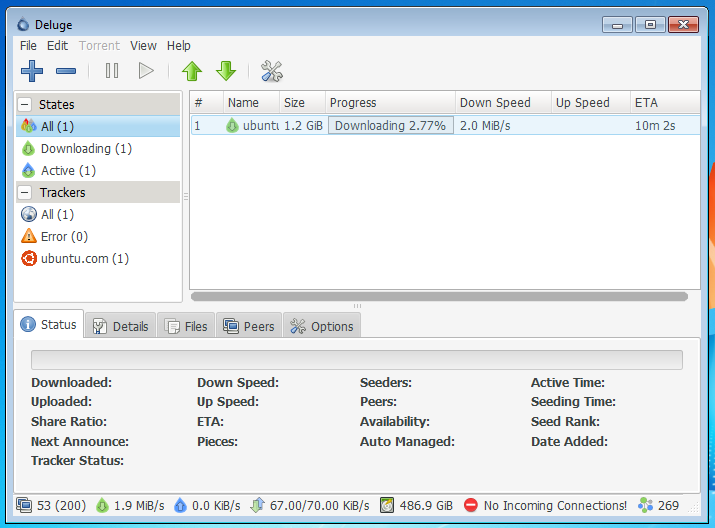 Deluge
File Edit Torrent View Help
States
All (1)
Downloading (1)
Active (1)
Trackers
All (1)
Error (0)
ubuntu.com (1)
# Name Size Progress Down Speed Up Speed ETA
1 ubuntu 1.2 GiB Downloading 2.77% 2.0 MiB/s 10m 2s
Status Details Files Peers Options
Downloaded: Down Speed: Seeders: Active Time:
Uploaded: Up Speed: Peers: Seeding Time:
Share Ratio: ETA: Availability: Seed Rank:
Next Announce: Pieces: Auto Managed: Date Added:
Tracker Status:
53 (200) 1.9 MiB/s 0.0 KiB/s 67.00/70.00 KiB/s 486.9 GiB No Incoming Connections! 269